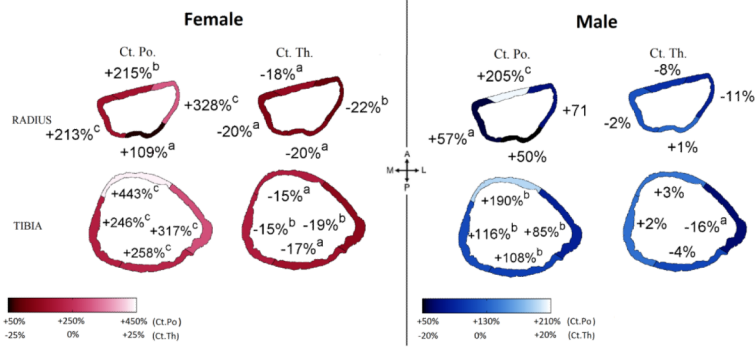 Female
Male
Ct. Po.
Ct. Th.
Ct. Po.
Ct. Th.
+215%b
-18%a
+205%c
-8%
RADIUS
+213%c
+328%c
-20%a
-22%b
+57%a
+71
-2%
-11%
+109%a
-20%a
+50%
+1%
A
M
L
P
TIBIA
+443%c
+246%c
+317%c
+258%c
-15%a
-15%b
-19%b
-17%a
+190%b
+116%b
+85%b
+108%b
+3%
+2%
-16%a
-4%
+50% +250% +450% (Ct.Po)
-25% 0% +25% (Ct.Th)
+50% +130% +210% (Ct.Po)
-20% 0% +20% (Ct.Th)